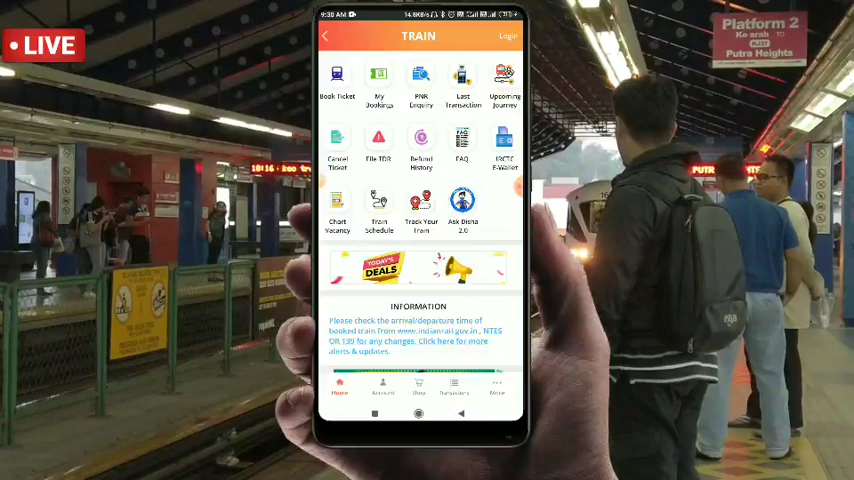 LIVE
Platform 2
Ke arah TO
Putra Heights
9:30 AM
TRAIN
Login
Book Ticket
My
Bookings
PNR
Enquiry
Last
Transaction
Upcoming
Journey
Cancel
Ticket
File TDR
Refund
History
FAQ
FAQ
IRCTC
E-Wallet
Chart
Vacancy
Train
Schedule
Track Your
Train
Ask Disha
2.0
TODAY'S
DEALS
INFORMATION
Please check the arrival/departure time of
booked train from www.indianrail.gov.in , NTES
OR 139 for any changes. Click here for more
alerts & updates.
Home
Account
Shop
Transactions
More